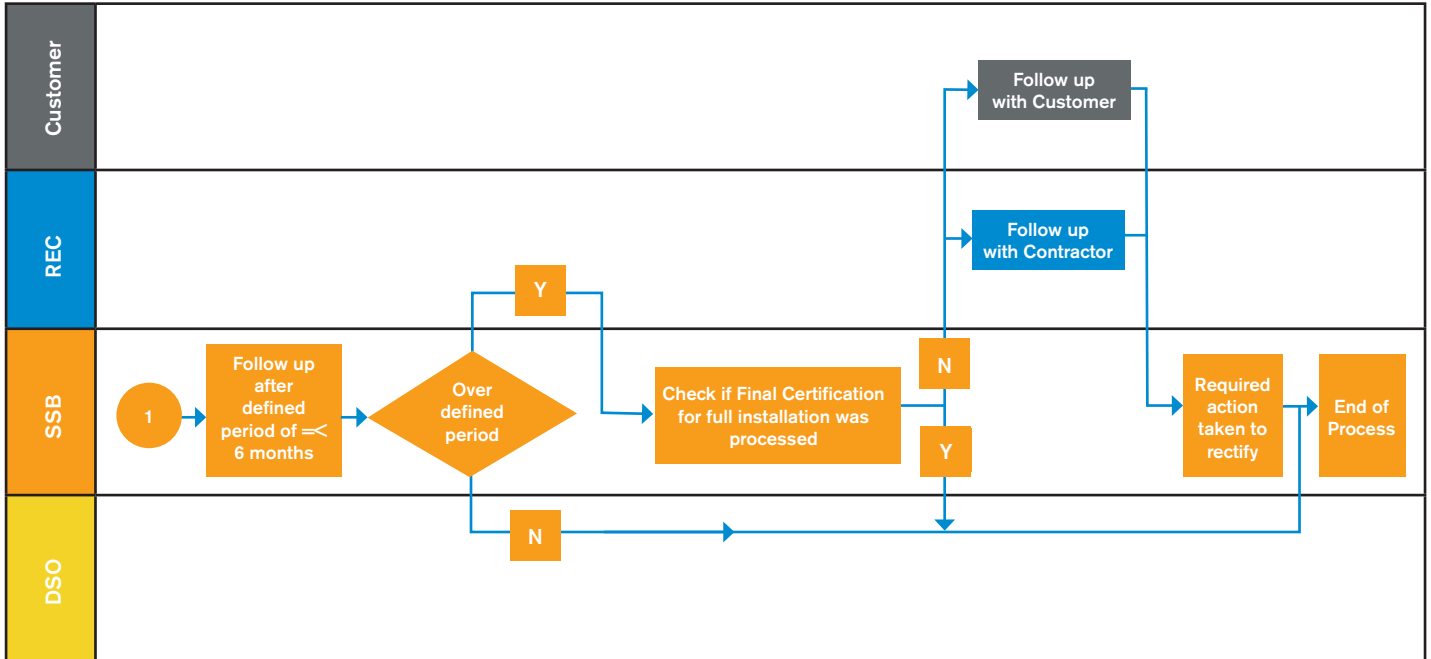 Customer
Follow up
with Customer
REC
Follow up
with Contractor
Y
SSB
1
Follow up
after
defined
period of =<
6 months
Over
defined
period
Check if Final Certification
for full installation was
processed
N
Y
Required
action
taken to
rectify
End of
Process
DSO
N